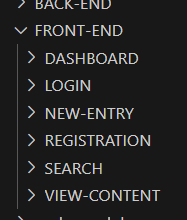 BACK-END
FRONT-END
DASHBOARD
LOGIN
NEW-ENTRY
REGISTRATION
SEARCH
VIEW-CONTENT